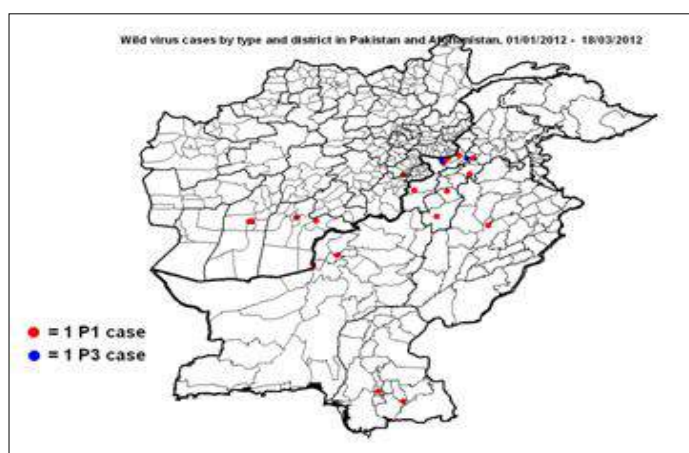 Wild virus cases by type and district in Pakistan and Afghanistan, 01/01/2012 - 18/03/2012
= 1 P1 case
= 1 P3 case